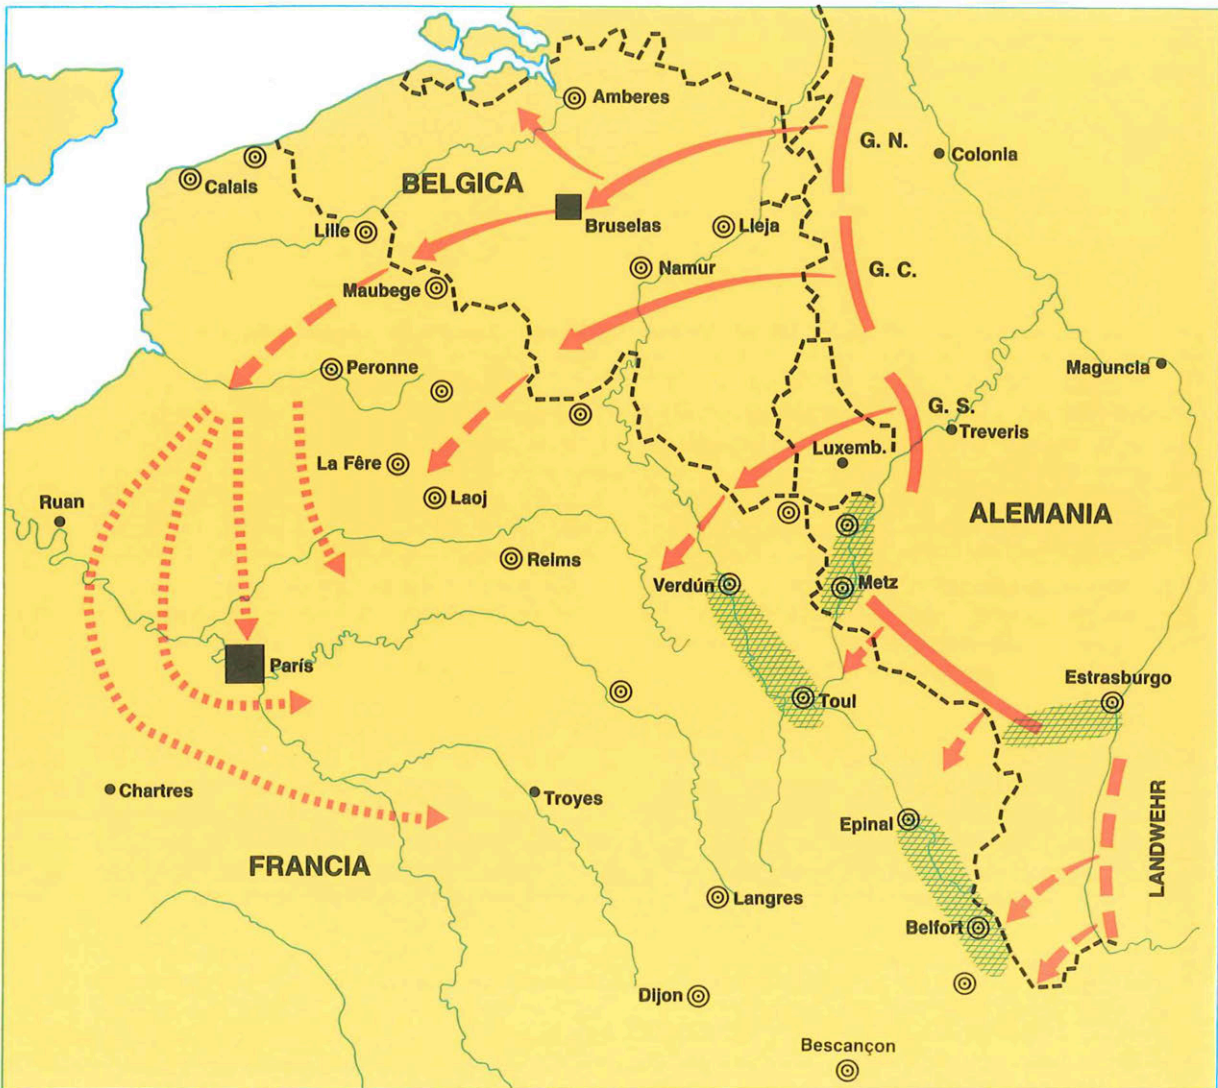 Amberes
G. N.
Colonia
Calais
BELGICA
Lille
Bruselas
Lieja
Namur
G. C.
Maubege
Peronne
Maguncia
G. S.
Treveris
Luxemb.
La Fêre
Laoj
Ruan
ALEMANIA
Reims
Verdún
Metz
París
Estrasburgo
Toul
Chartres
Troyes
Epinal
LANDWEHR
FRANCIA
Langres
Belfort
Dijon
Bescançon